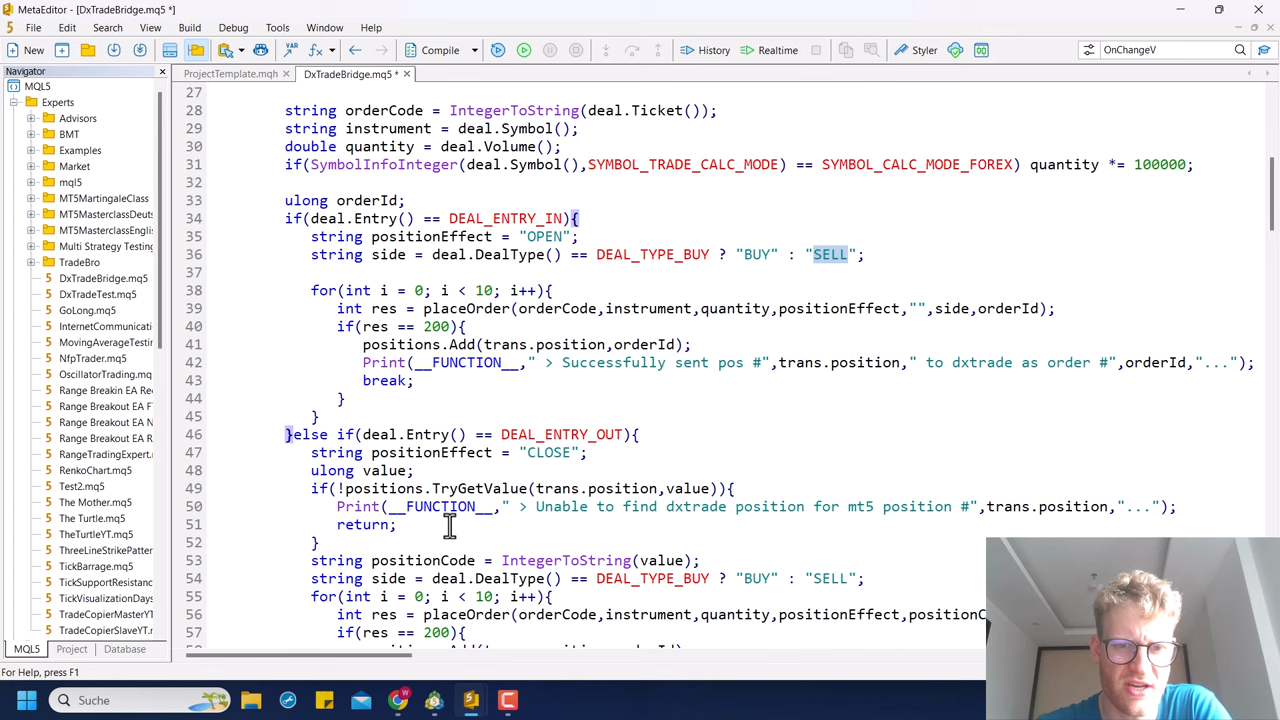 MetaEditor - [DxTradeBridge.mq5 *]
File Edit Search View Build Debug Tools Window Help
New Compile History Realtime Styler OnChangeV
Navigator
ProjectTemplate.mqh
DxTradeBridge.mq5 *
MQL5
Experts
Advisors
BMT
Examples
Market
mql5
MT5MartingaleClass
MT5MasterclassDeuts
MT5MasterclassEnglis
Multi Strategy Testing
TradeBro
DxTradeBridge.mq5
DxTradeTest.mq5
GoLong.mq5
InternetCommunicati
MovingAverageTestin
NfpTrader.mq5
OscillatorTrading.mq
Range Breakin EA Re
Range Breakout EA F
Range Breakout EA N
Range Breakout EA V
RangeTradingExpert.
RenkoChart.mq5
Test2.mq5
The Mother.mq5
The Turtle.mq5
TheTurtleYT.mq5
ThreeLineStrikePatter
TickBarrage.mq5
TickSupportResistanc
TickVisualizationDays
TradeCopierMasterYT
TradeCopierSlaveYT.m
MQL5 Project Database
27
28 string orderCode = IntegerToString(deal.Ticket());
29 string instrument = deal.Symbol();
30 double quantity = deal.Volume();
31 if(SymbolInfoInteger(deal.Symbol(),SYMBOL_TRADE_CALC_MODE) == SYMBOL_CALC_MODE_FOREX) quantity *= 100000;
32
33 ulong orderId;
34 if(deal.Entry() == DEAL_ENTRY_IN){
35 string positionEffect = "OPEN";
36 string side = deal.DealType() == DEAL_TYPE_BUY ? "BUY" : "SELL";
37
38 for(int i = 0; i < 10; i++){
39 int res = placeOrder(orderCode,instrument,quantity,positionEffect,"",side,orderId);
40 if(res == 200){
41 positions.Add(trans.position,orderId);
42 Print(__FUNCTION__," > Successfully sent pos #",trans.position," to dxtrade as order #",orderId,"...");
43 break;
44 }
45 }
46 }else if(deal.Entry() == DEAL_ENTRY_OUT){
47 string positionEffect = "CLOSE";
48 ulong value;
49 if(!positions.TryGetValue(trans.position,value)){
50 Print(__FUNCTION__," > Unable to find dxtrade position for mt5 position #",trans.position,"...");
51 return;
52 }
53 string positionCode = IntegerToString(value);
54 string side = deal.DealType() == DEAL_TYPE_BUY ? "BUY" : "SELL";
55 for(int i = 0; i < 10; i++){
56 int res = placeOrder(orderCode,instrument,quantity,positionEffect,positionC
57 if(res == 200){
For Help, press F1
Suche